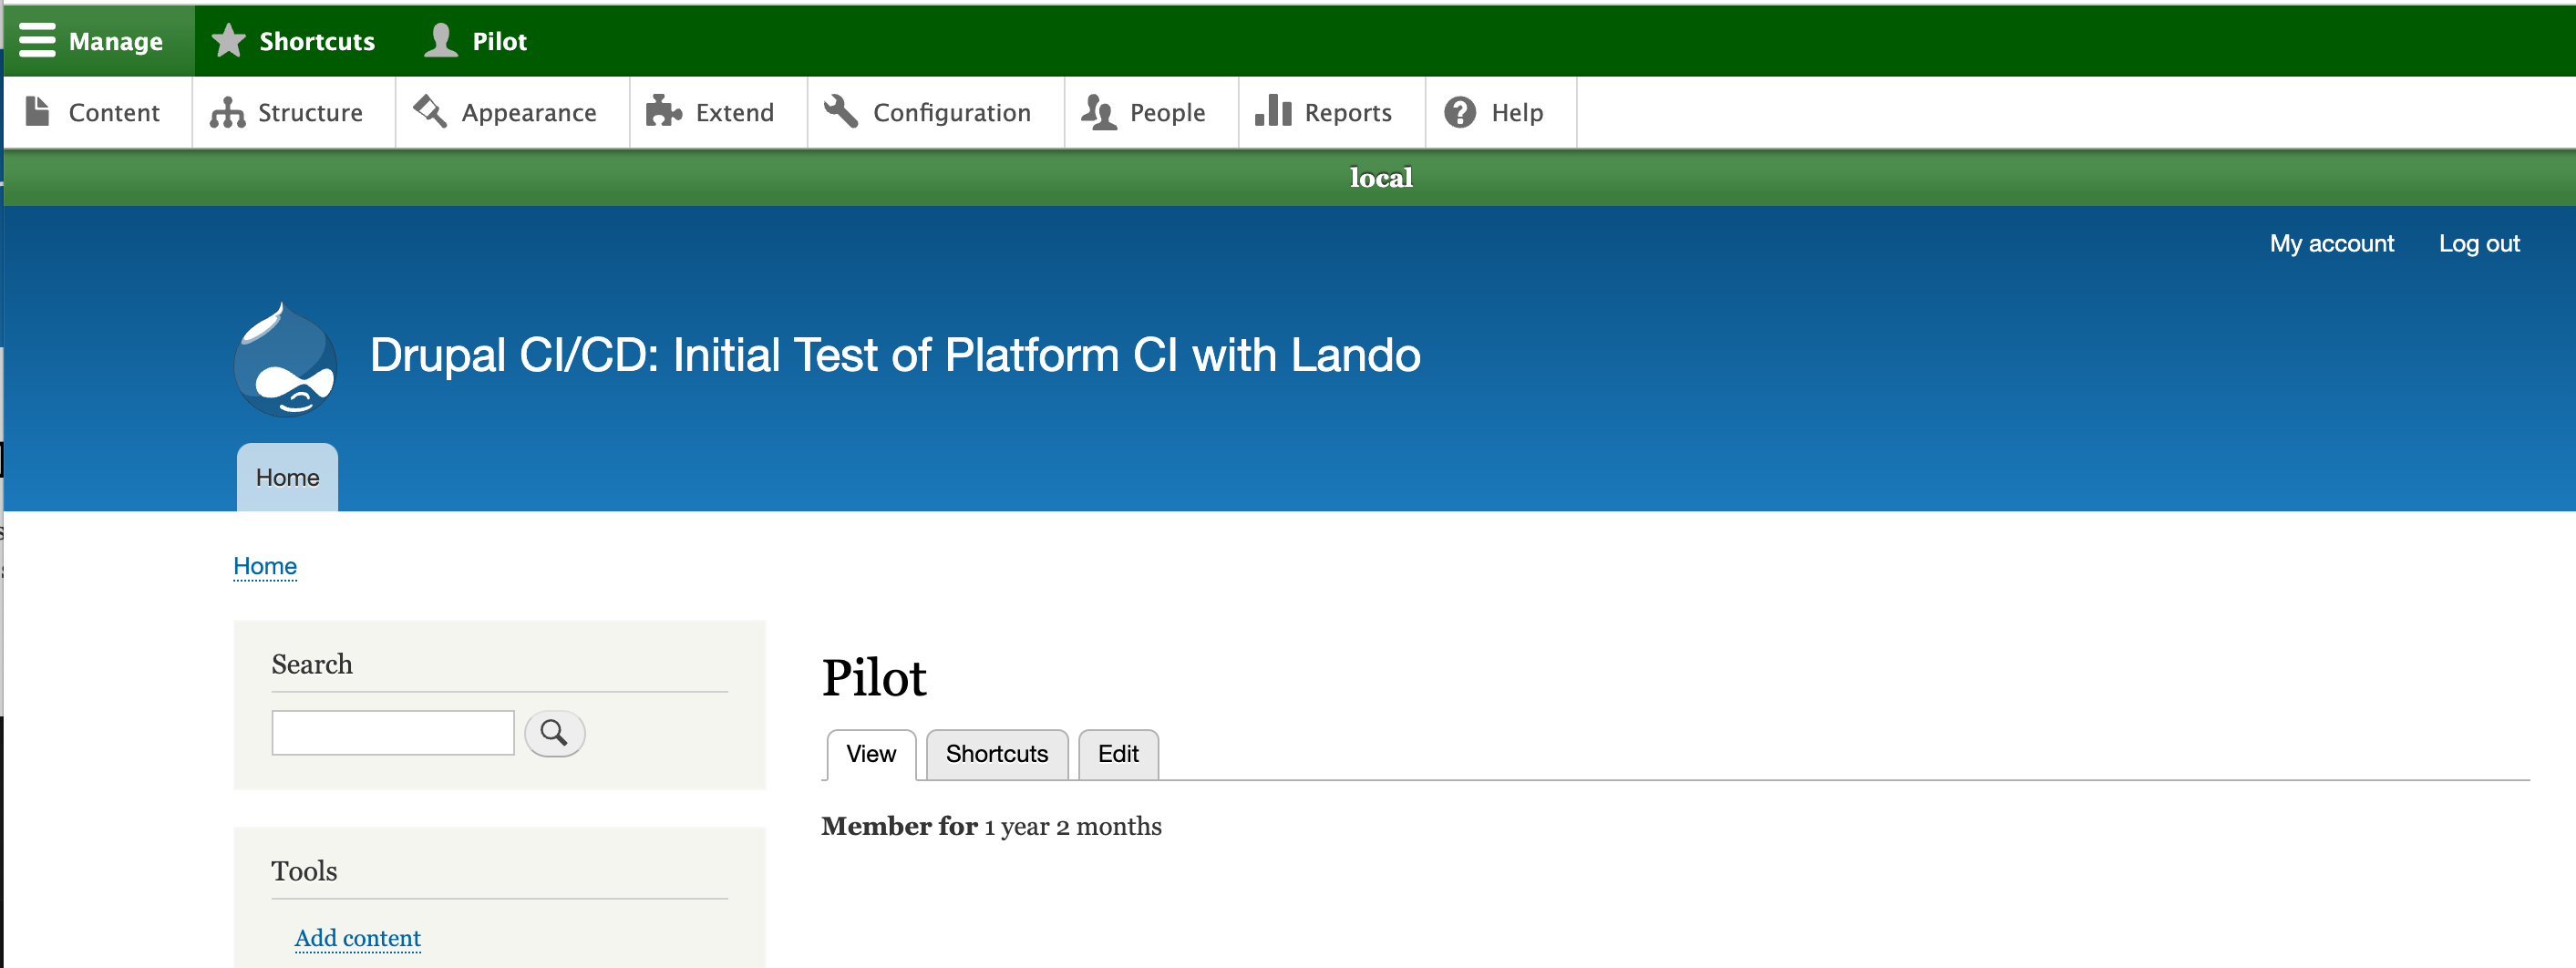 Manage Shortcuts Pilot
Content Structure Appearance Extend Configuration People Reports Help
local
My account Log out
Drupal CI/CD: Initial Test of Platform CI with Lando
Home
Home
Search
Pilot
View Shortcuts Edit
Member for 1 year 2 months
Tools
Add content